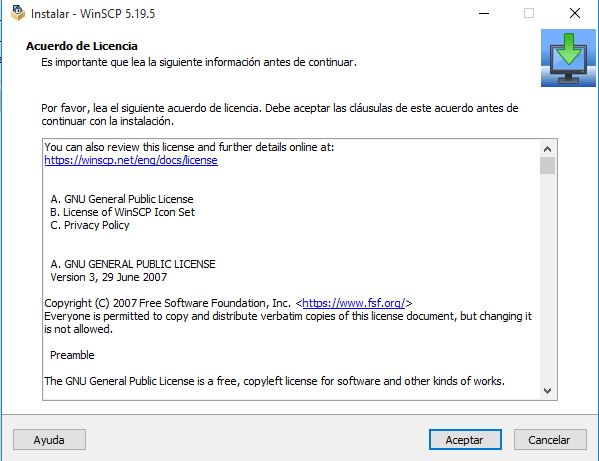 Instalar - WinSCP 5.19.5
Acuerdo de Licencia
Es importante que lea la siguiente información antes de continuar.
Por favor, lea el siguiente acuerdo de licencia. Debe aceptar las cláusulas de este acuerdo antes de
continuar con la instalación.
You can also review this license and further details online at:
https://winscp.net/eng/docs/license
A. GNU General Public License
B. License of WinSCP Icon Set
C. Privacy Policy
A. GNU GENERAL PUBLIC LICENSE
Version 3, 29 June 2007
Copyright (C) 2007 Free Software Foundation, Inc. <https://www.fsf.org/>
Everyone is permitted to copy and distribute verbatim copies of this license document, but changing it
is not allowed.
Preamble
The GNU General Public License is a free, copyleft license for software and other kinds of works.
Ayuda
Aceptar
Cancelar